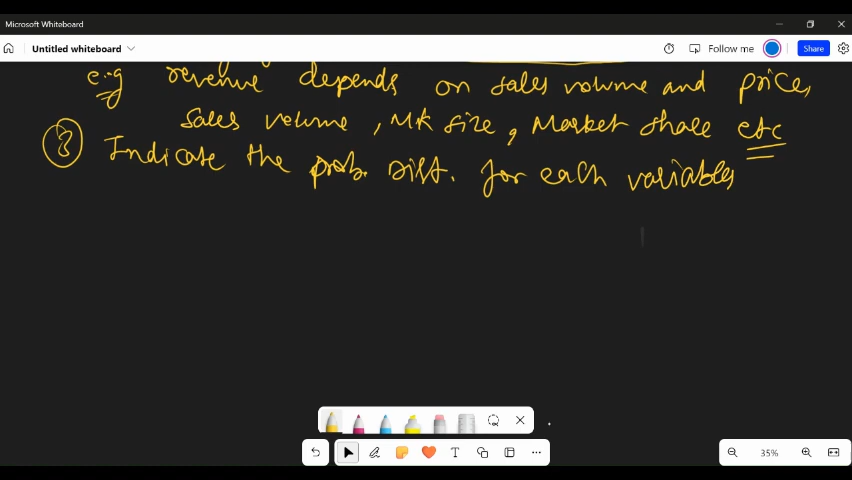 Microsoft Whiteboard
Untitled whiteboard
Follow me
Share
e.g revenue depends on sales volume and price,
sales volume, Mk size, Market share etc
3 Indicate the prob. dist. for each variables
35%